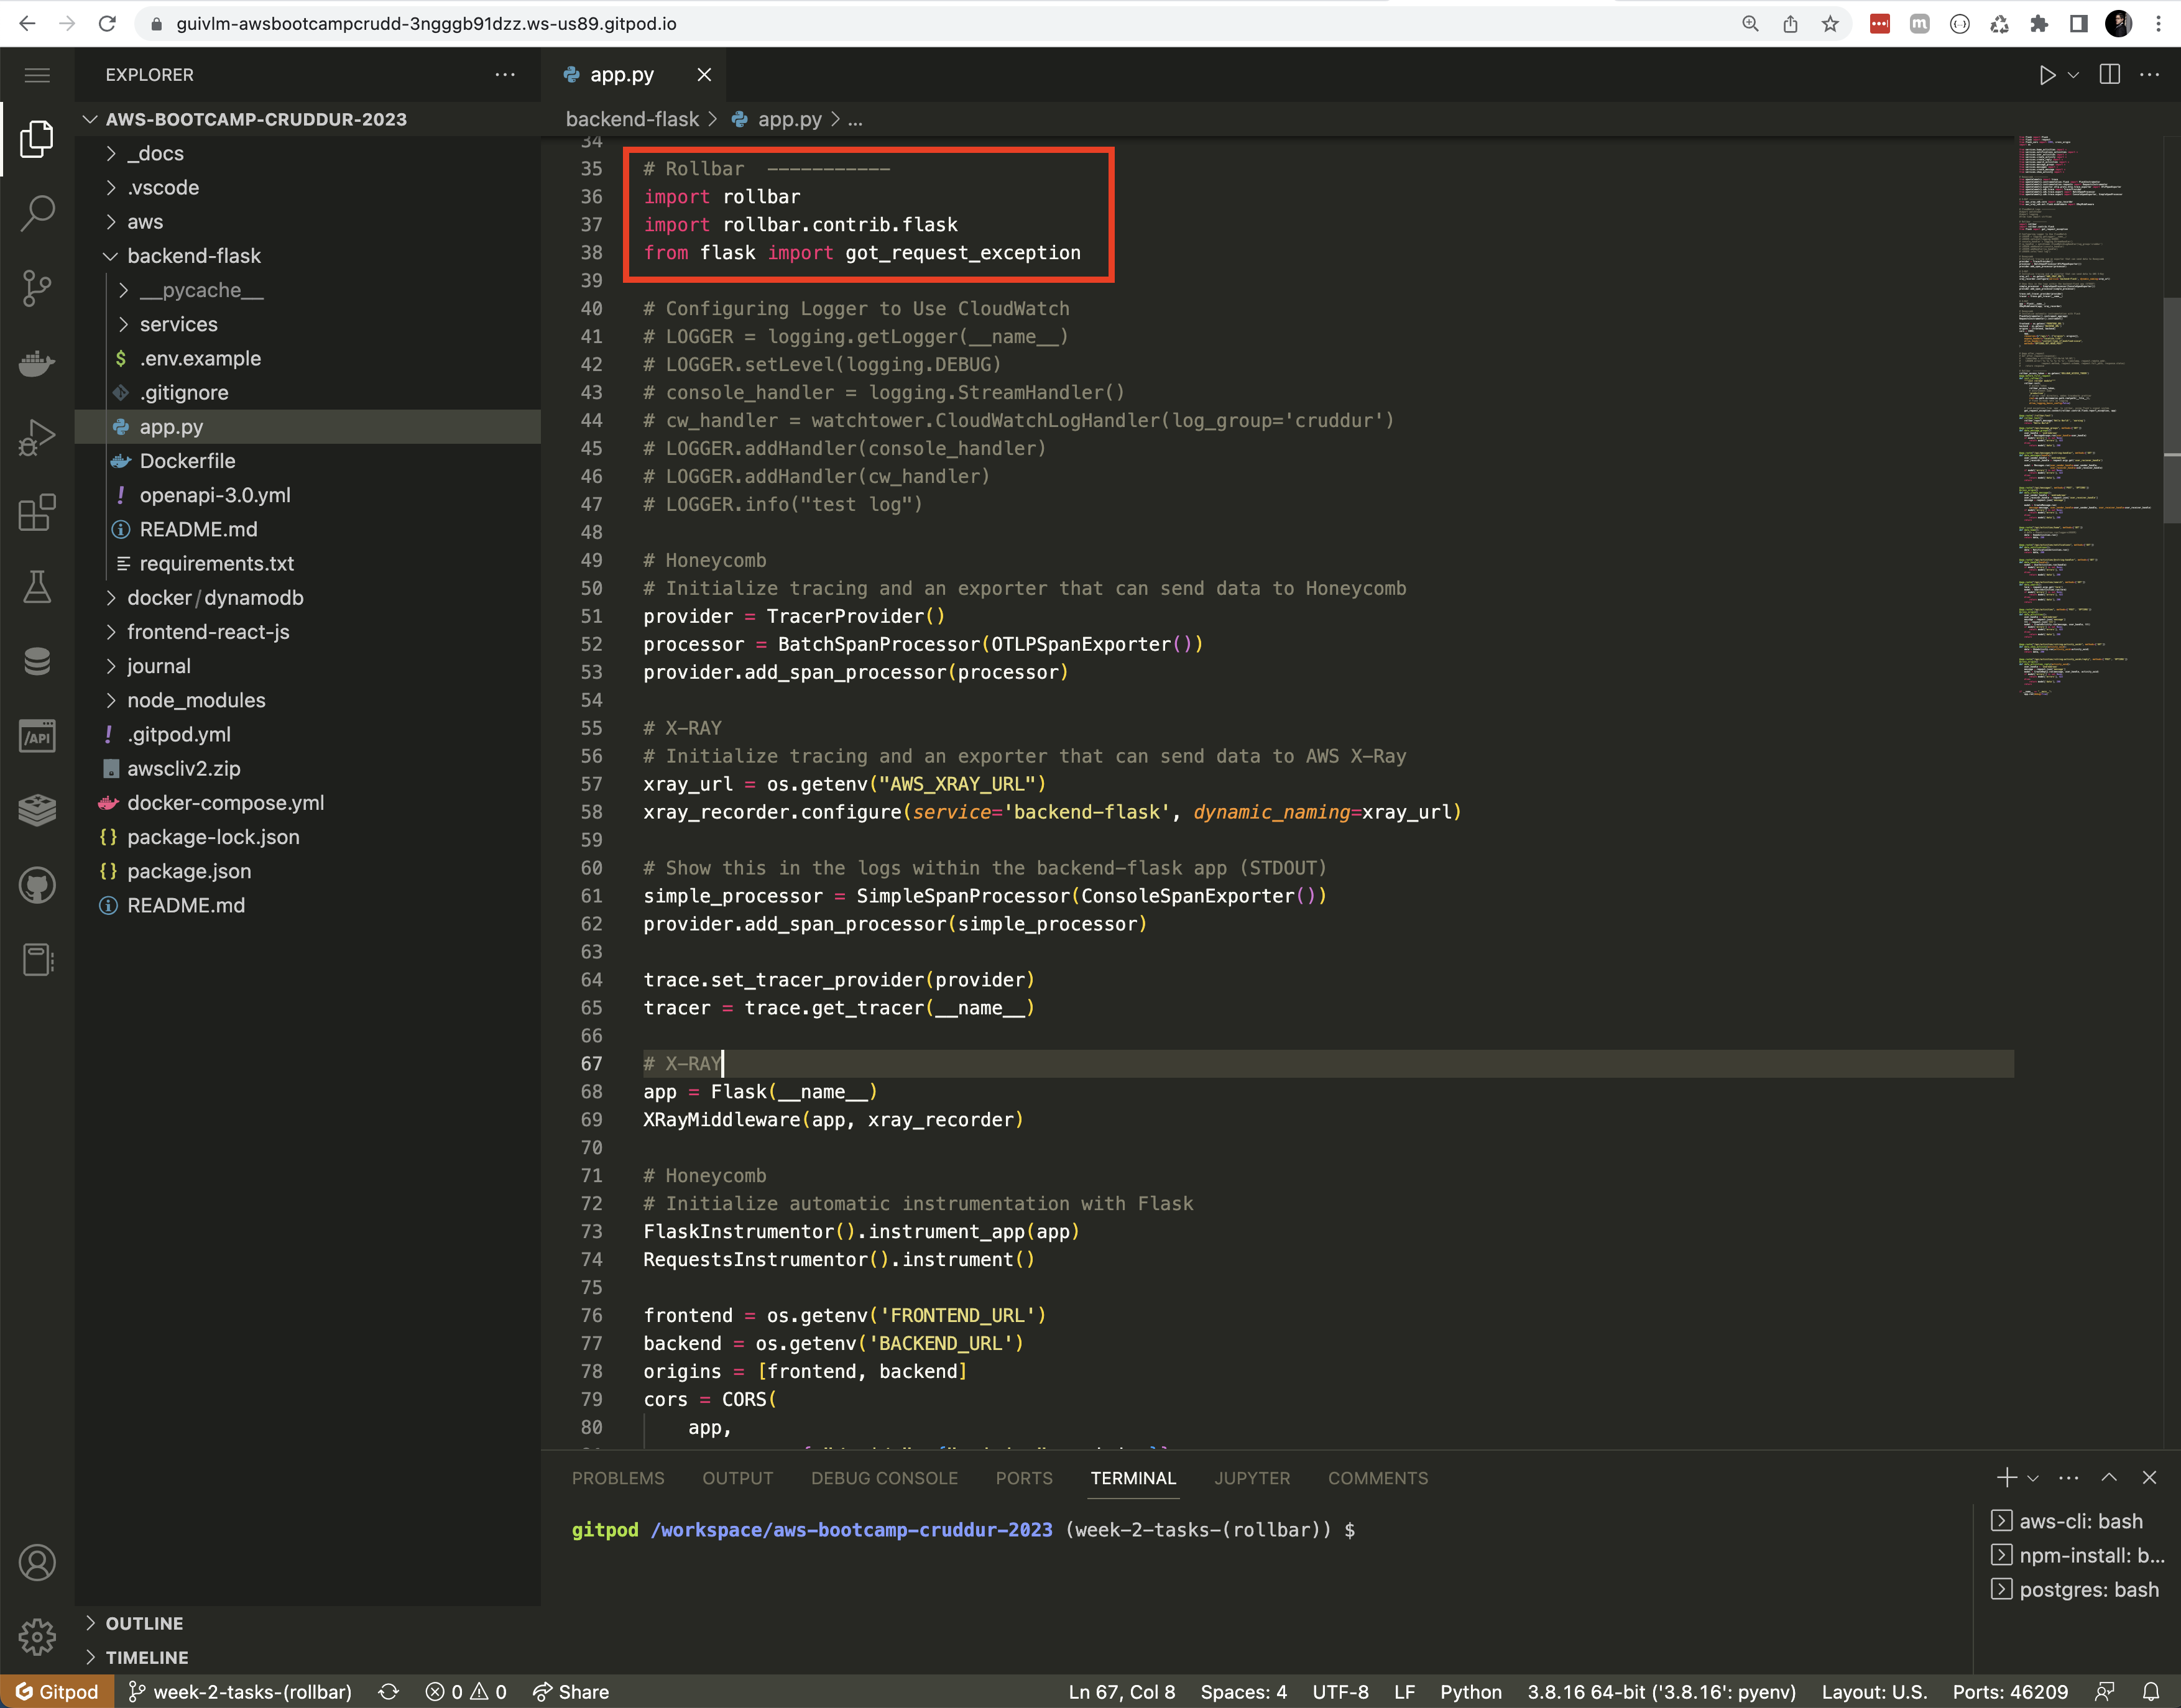 guivlm-awsbootcampcrudd-3ngggb91dzz.ws-us89.gitpod.io
EXPLORER
app.py
AWS-BOOTCAMP-CRUDDUR-2023
backend-flask > app.py > ...
_docs
.vscode
aws
backend-flask
__pycache__
services
.env.example
.gitignore
app.py
Dockerfile
openapi-3.0.yml
README.md
requirements.txt
docker/dynamodb
frontend-react-js
journal
node_modules
.gitpod.yml
awscliv2.zip
docker-compose.yml
package-lock.json
package.json
README.md
OUTLINE
TIMELINE
34
35 # Rollbar -----------
36 import rollbar
37 import rollbar.contrib.flask
38 from flask import got_request_exception
39
40 # Configuring Logger to Use CloudWatch
41 # LOGGER = logging.getLogger(__name__)
42 # LOGGER.setLevel(logging.DEBUG)
43 # console_handler = logging.StreamHandler()
44 # cw_handler = watchtower.CloudWatchLogHandler(log_group='cruddur')
45 # LOGGER.addHandler(console_handler)
46 # LOGGER.addHandler(cw_handler)
47 # LOGGER.info("test log")
48
49 # Honeycomb
50 # Initialize tracing and an exporter that can send data to Honeycomb
51 provider = TracerProvider()
52 processor = BatchSpanProcessor(OTLPSpanExporter())
53 provider.add_span_processor(processor)
54
55 # X-RAY
56 # Initialize tracing and an exporter that can send data to AWS X-Ray
57 xray_url = os.getenv("AWS_XRAY_URL")
58 xray_recorder.configure(service='backend-flask', dynamic_naming=xray_url)
59
60 # Show this in the logs within the backend-flask app (STDOUT)
61 simple_processor = SimpleSpanProcessor(ConsoleSpanExporter())
62 provider.add_span_processor(simple_processor)
63
64 trace.set_tracer_provider(provider)
65 tracer = trace.get_tracer(__name__)
66
67 # X-RAY
68 app = Flask(__name__)
69 XRayMiddleware(app, xray_recorder)
70
71 # Honeycomb
72 # Initialize automatic instrumentation with Flask
73 FlaskInstrumentor().instrument_app(app)
74 RequestsInstrumentor().instrument()
75
76 frontend = os.getenv('FRONTEND_URL')
77 backend = os.getenv('BACKEND_URL')
78 origins = [frontend, backend]
79 cors = CORS(
80 app,
PROBLEMS OUTPUT DEBUG CONSOLE PORTS TERMINAL JUPYTER COMMENTS
gitpod /workspace/aws-bootcamp-cruddur-2023 (week-2-tasks-(rollbar)) $
aws-cli: bash
npm-install: b...
postgres: bash
Gitpod week-2-tasks-(rollbar) 0 0 Share Ln 67, Col 8 Spaces: 4 UTF-8 LF Python 3.8.16 64-bit ('3.8.16': pyenv) Layout: U.S. Ports: 46209